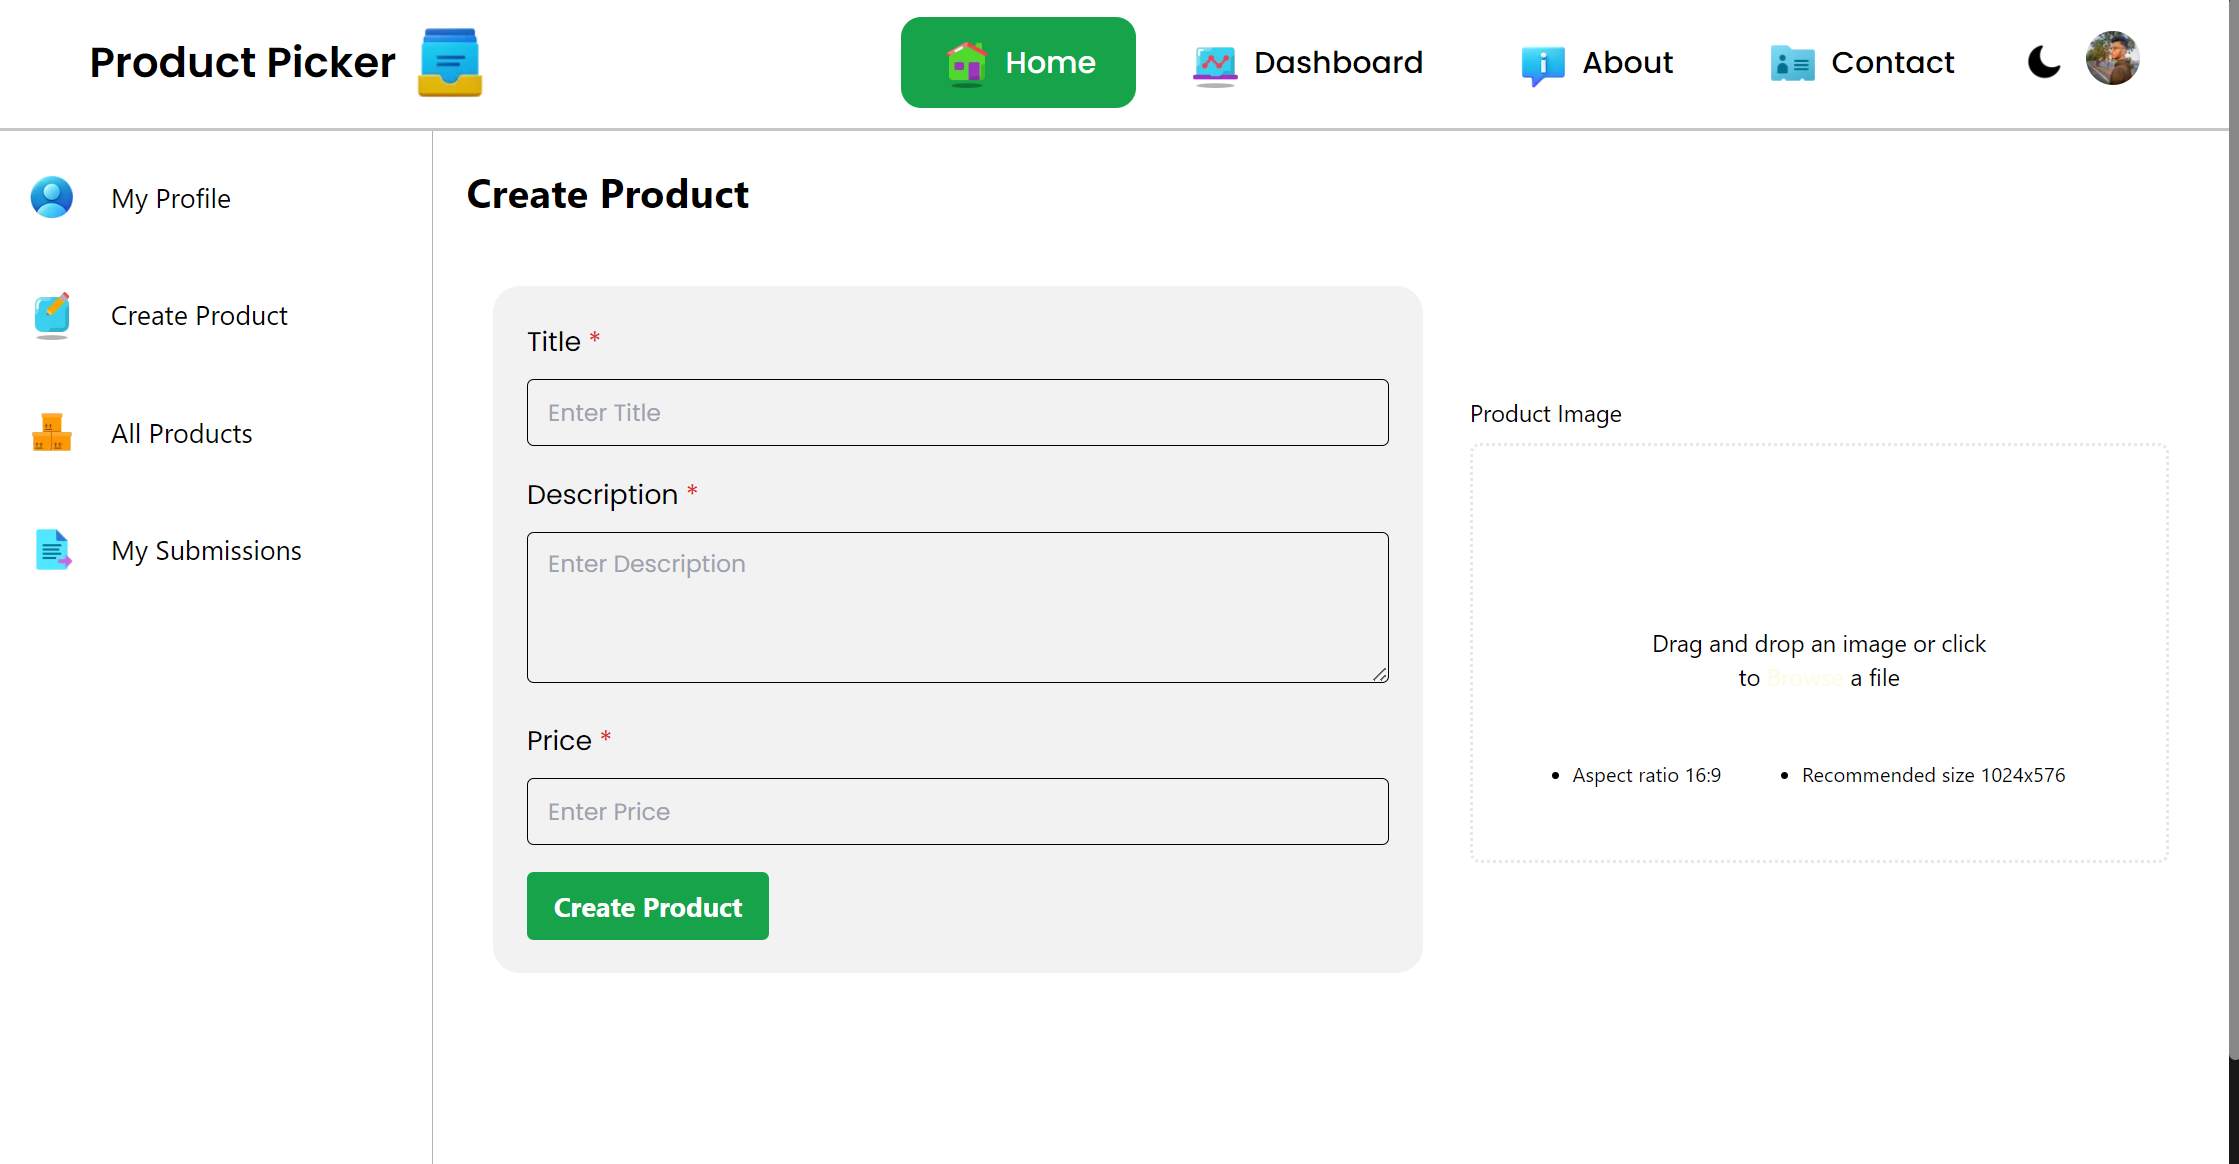 Product Picker
Home
Dashboard
About
Contact
My Profile
Create Product
All Products
My Submissions
Create Product
Title *
Enter Title
Description *
Enter Description
Price *
Enter Price
Create Product
Product Image
Drag and drop an image or click
to Browse a file
Aspect ratio 16:9
Recommended size 1024x576